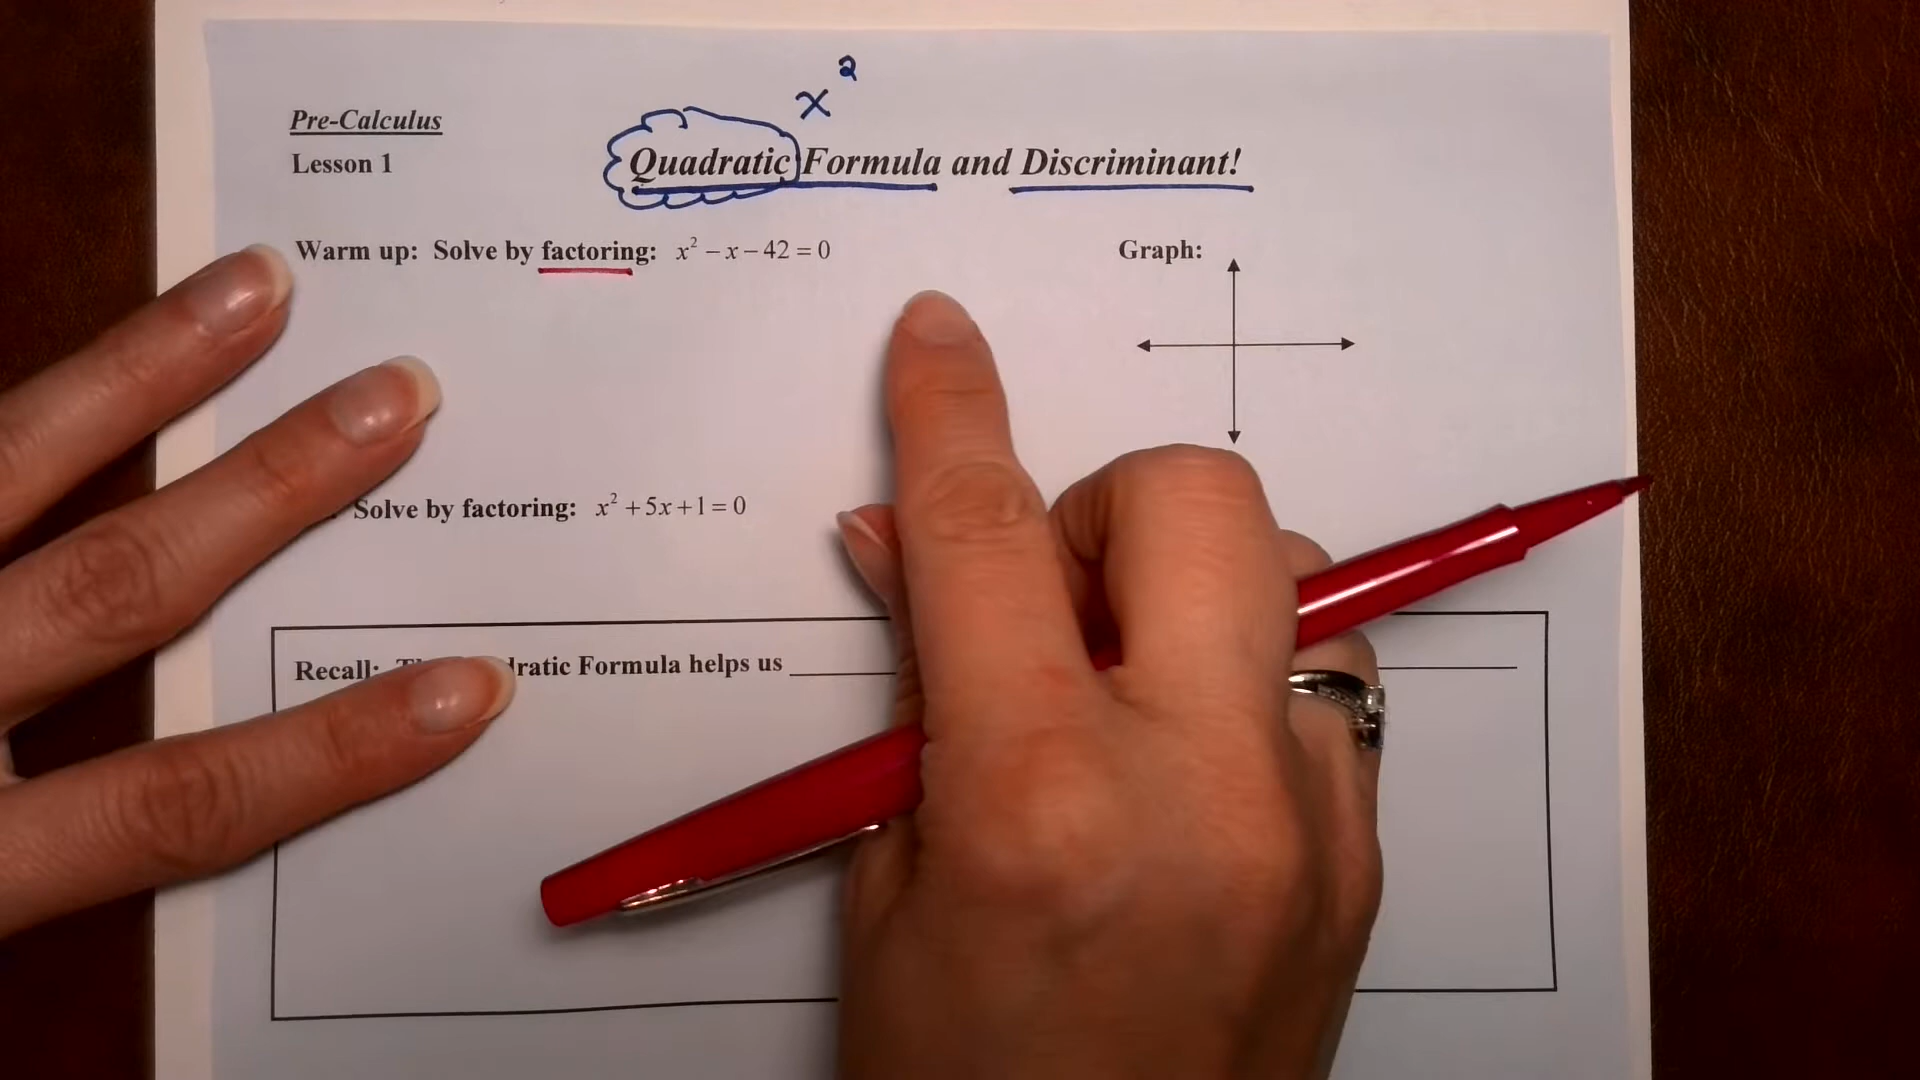 x²
Pre-Calculus
Lesson 1
Quadratic Formula and Discriminant!
Warm up: Solve by factoring: x² − x − 42 = 0
Graph:
Solve by factoring: x² + 5x + 1 = 0
Recall: Formula helps us